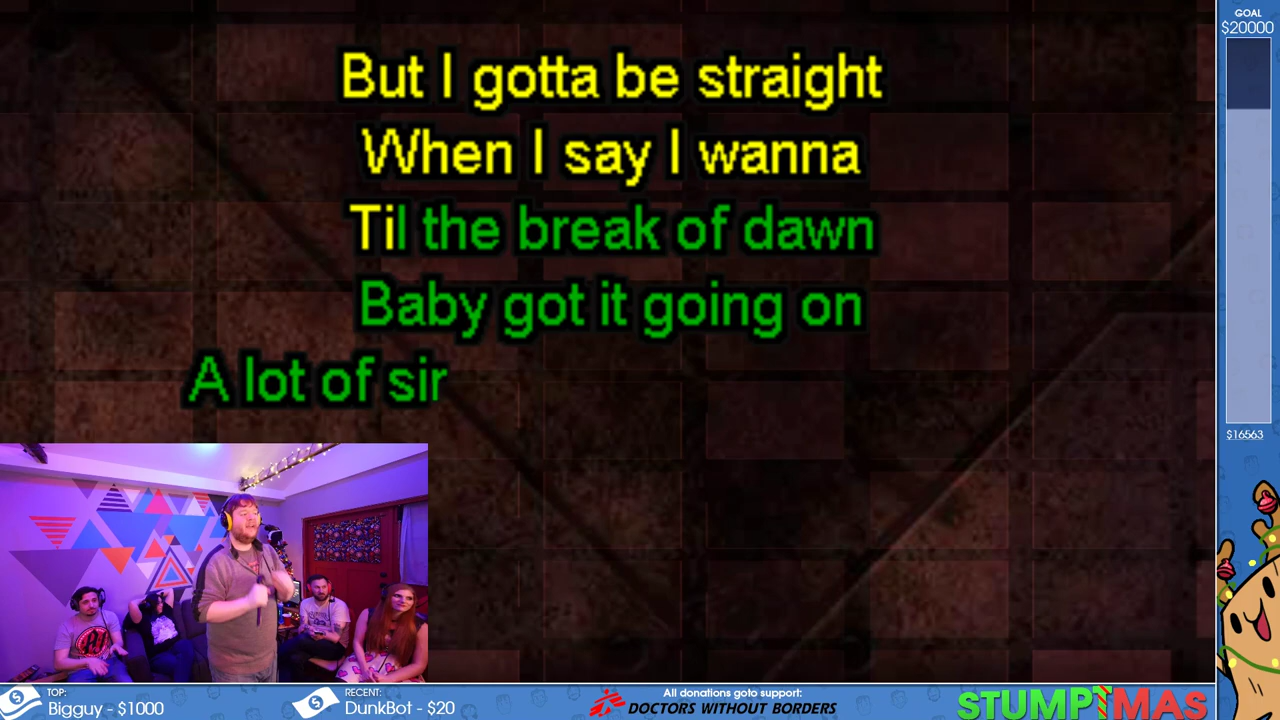 But I gotta be straight
When I say I wanna
Til the break of dawn
Baby got it going on
A lot of sir
GOAL
$20000
$16563
TOP:
Bigguy - $1000
RECENT:
DunkBot - $20
All donations goto support:
DOCTORS WITHOUT BORDERS
STUMPTMAS